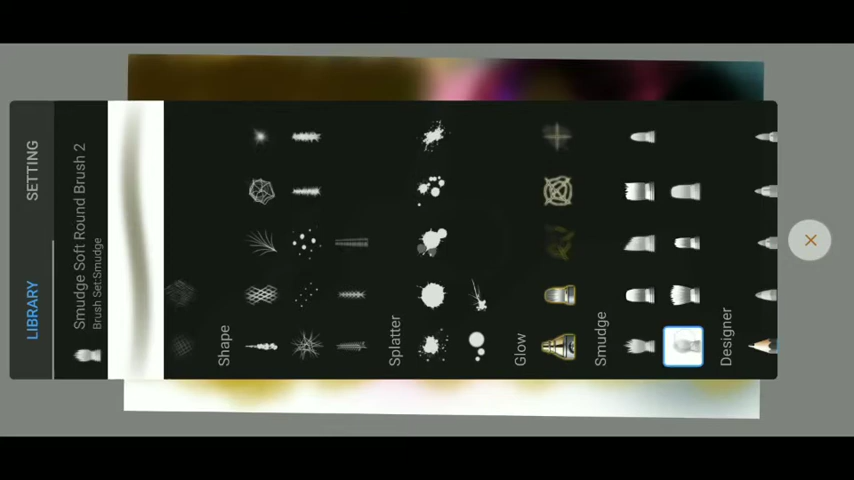 LIBRARY
SETTING
Smudge Soft Round Brush 2
Brush Set:Smudge
Shape
Splatter
Glow
Smudge
Designer